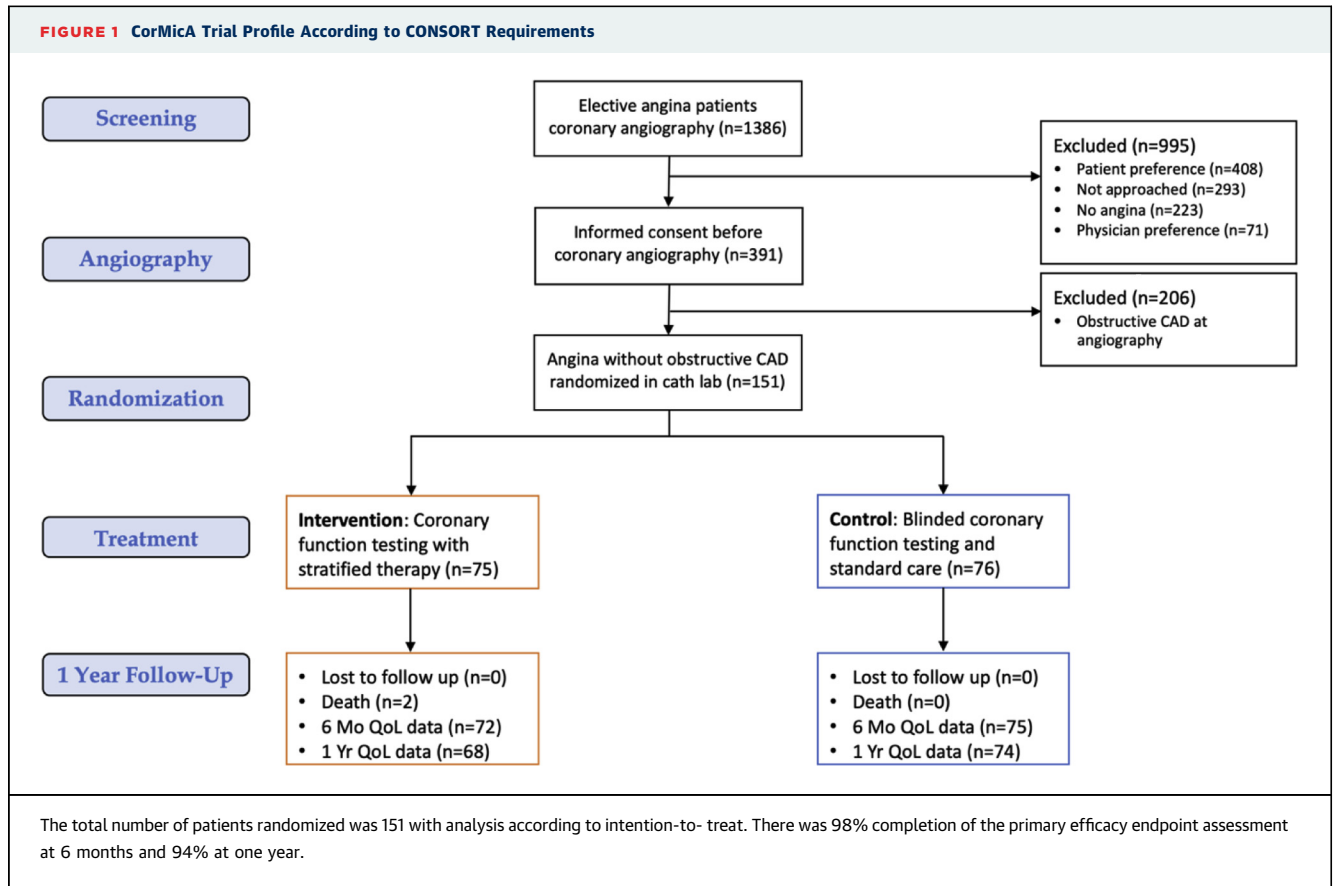 FIGURE 1 CorMicA Trial Profile According to CONSORT Requirements
Screening
Elective angina patients
coronary angiography (n=1386)
Excluded (n=995)
• Patient preference (n=408)
• Not approached (n=293)
• No angina (n=223)
• Physician preference (n=71)
Angiography
Informed consent before
coronary angiography (n=391)
Excluded (n=206)
• Obstructive CAD at
angiography
Randomization
Angina without obstructive CAD
randomized in cath lab (n=151)
Treatment
Intervention: Coronary
function testing with
stratified therapy (n=75)
Control: Blinded coronary
function testing and
standard care (n=76)
1 Year Follow-Up
• Lost to follow up (n=0)
• Death (n=2)
• 6 Mo QoL data (n=72)
• 1 Yr QoL data (n=68)
• Lost to follow up (n=0)
• Death (n=0)
• 6 Mo QoL data (n=75)
• 1 Yr QoL data (n=74)
The total number of patients randomized was 151 with analysis according to intention-to- treat. There was 98% completion of the primary efficacy endpoint assessment
at 6 months and 94% at one year.